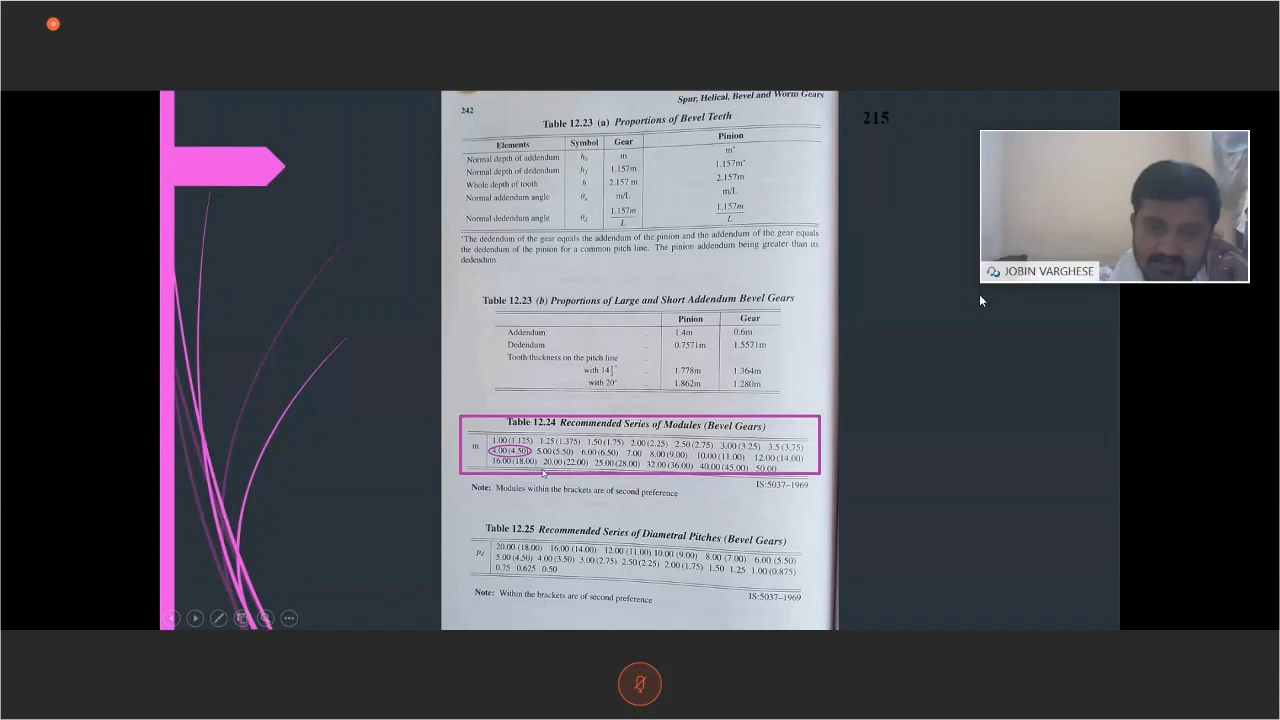 Spur, Helical, Bevel and Worm Gears
242
215
Table 12.23 (a) Proportions of Bevel Teeth
Elements Symbol Gear Pinion
Normal depth of addendum hₐ m m*
Normal depth of dedendum h_f 1.157m 1.157m*
Whole depth of tooth h 2.157 m 2.157m
Normal addendum angle θₐ m/L m/L
Normal dedendum angle θ_d 1.157m/L 1.157m/L
*The dedendum of the gear equals the addendum of the pinion and the addendum of the gear equals
the dedendum of the pinion for a common pitch line. The pinion addendum being greater than its
dedendum.
Table 12.23 (b) Proportions of Large and Short Addendum Bevel Gears
Pinion Gear
Addendum .. 1.4m 0.6m
Dedendum .. 0.7571m 1.5571m
Tooth thickness on the pitch line ..
with 14½° .. 1.778m 1.364m
with 20° .. 1.862m 1.280m
Table 12.24 Recommended Series of Modules (Bevel Gears)
m 1.00(1.125) 1.25(1.375) 1.50(1.75) 2.00(2.25) 2.50(2.75) 3.00(3.25) 3.5(3.75)
4.00(4.50) 5.00(5.50) 6.00(6.50) 7.00 8.00(9.00) 10.00(11.00) 12.00(14.00)
16.00(18.00) 20.00(22.00) 25.00(28.00) 32.00(36.00) 40.00(45.00) 50.00
Note: Modules within the brackets are of second preference IS:5037–1969
Table 12.25 Recommended Series of Diametral Pitches (Bevel Gears)
p_d 20.00 (18.00) 16.00 (14.00) 12.00 (11.00) 10.00 (9.00) 8.00 (7.00) 6.00 (5.50)
5.00(4.50) 4.00(3.50) 3.00(2.75) 2.50(2.25) 2.00(1.75) 1.50 1.25 1.00(0.875)
0.75 0.625 0.50
Note: Within the brackets are of second preference IS:5037–1969
JOBIN VARGHESE